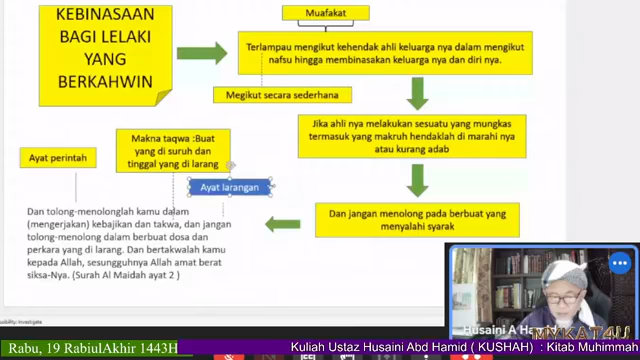 KEBINASAAN
BAGI LELAKI
YANG
BERKAHWIN
Muafakat
Terlampau mengikut kehendak ahli keluarga nya dalam mengikut
nafsu hingga membinasakan keluarga nya dan diri nya.
Megikut secara sederhana
Jika ahli nya melakukan sesuatu yang mungkas
termasuk yang makruh hendaklah di marahi nya
atau kurang adab
Makna taqwa :Buat
yang di suruh dan
tinggal yang di larang
Ayat perintah
Ayat larangan
Dan jangan menolong pada berbuat yang
menyalahi syarak
Dan tolong-menolonglah kamu dalam
(mengerjakan) kebajikan dan takwa, dan jangan
tolong-menolong dalam berbuat dosa dan
perkara yang di larang. Dan bertakwalah kamu
kepada Allah, sesungguhnya Allah amat berat
siksa-Nya. (Surah Al Maidah ayat 2 )
Husaini A
MYKAT4U
Investigate
Rabu, 19 RabiulAkhir 1443H
Kuliah Ustaz Husaini Abd Hamid ( KUSHAH) : Kitab Muhimmah